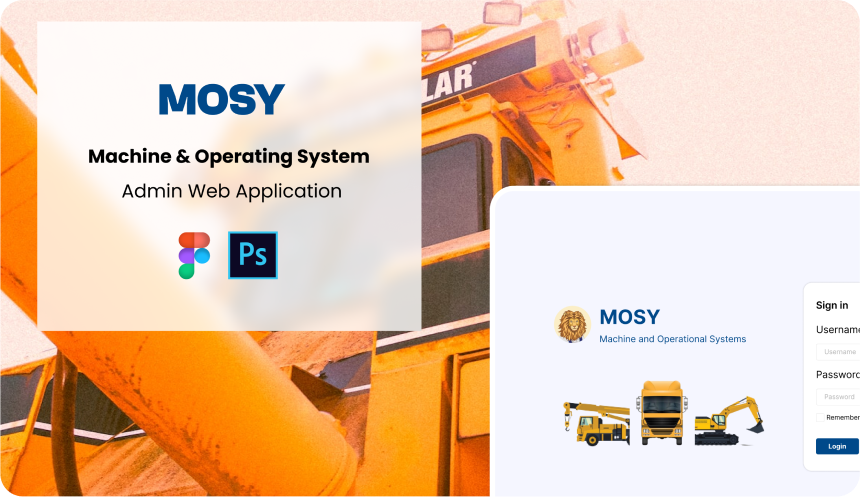 MOSY
Machine & Operating System
Admin Web Application
Ps
LAR
MOSY
Machine and Operational Systems
Sign in
Username
Username
Password
Password
Remember
Login